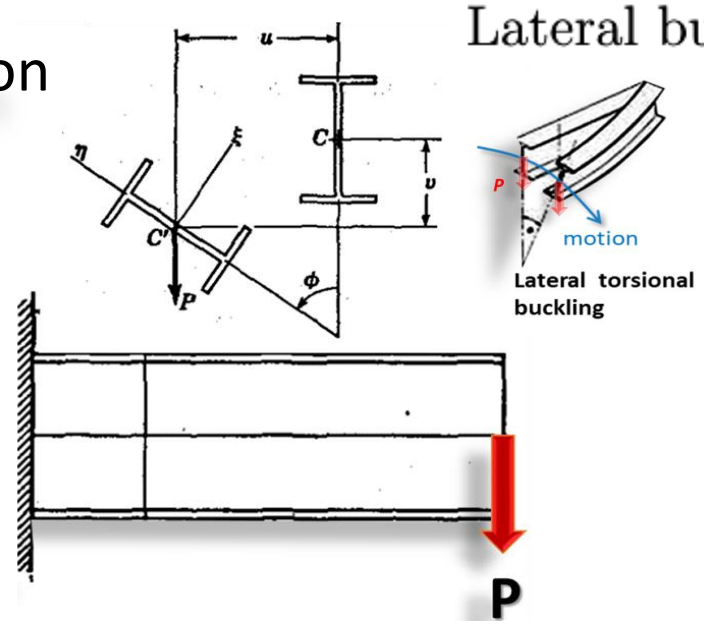 on
Lateral bu
u
C
ξ
η
v
C'
P
ϕ
P
motion
Lateral torsional
buckling
P